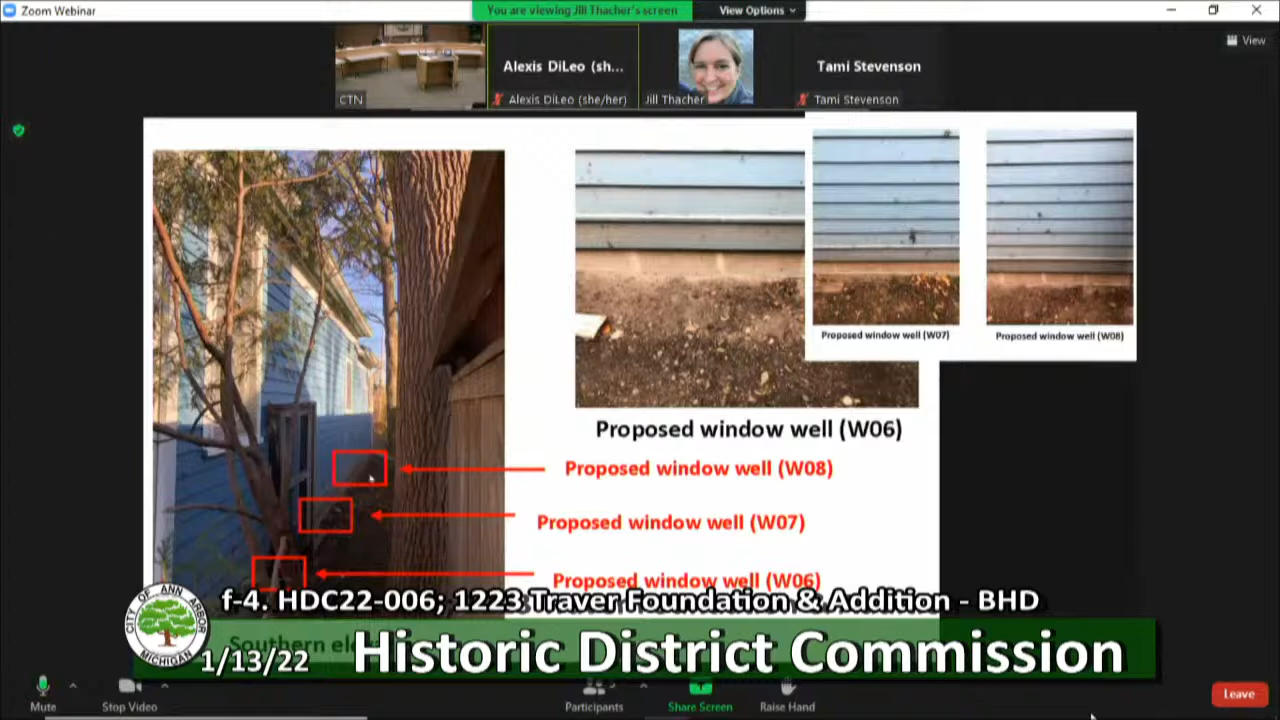 Zoom Webinar
You are viewing Jill Thacher's screen
View Options
View
CTN
Alexis DiLeo (sh...
Alexis DiLeo (she/her)
Jill Thacher
Tami Stevenson
Tami Stevenson
Proposed window well (W07)
Proposed window well (W08)
Proposed window well (W06)
Proposed window well (W08)
Proposed window well (W07)
Proposed window well (W06)
f-4. HDC22-006; 1223 Traver Foundation & Addition - BHD
CITY OF ANN ARBOR
MICHIGAN
Southern el
1/13/22
Historic District Commission
Mute
Stop Video
Participants
Share Screen
Raise Hand
Leave